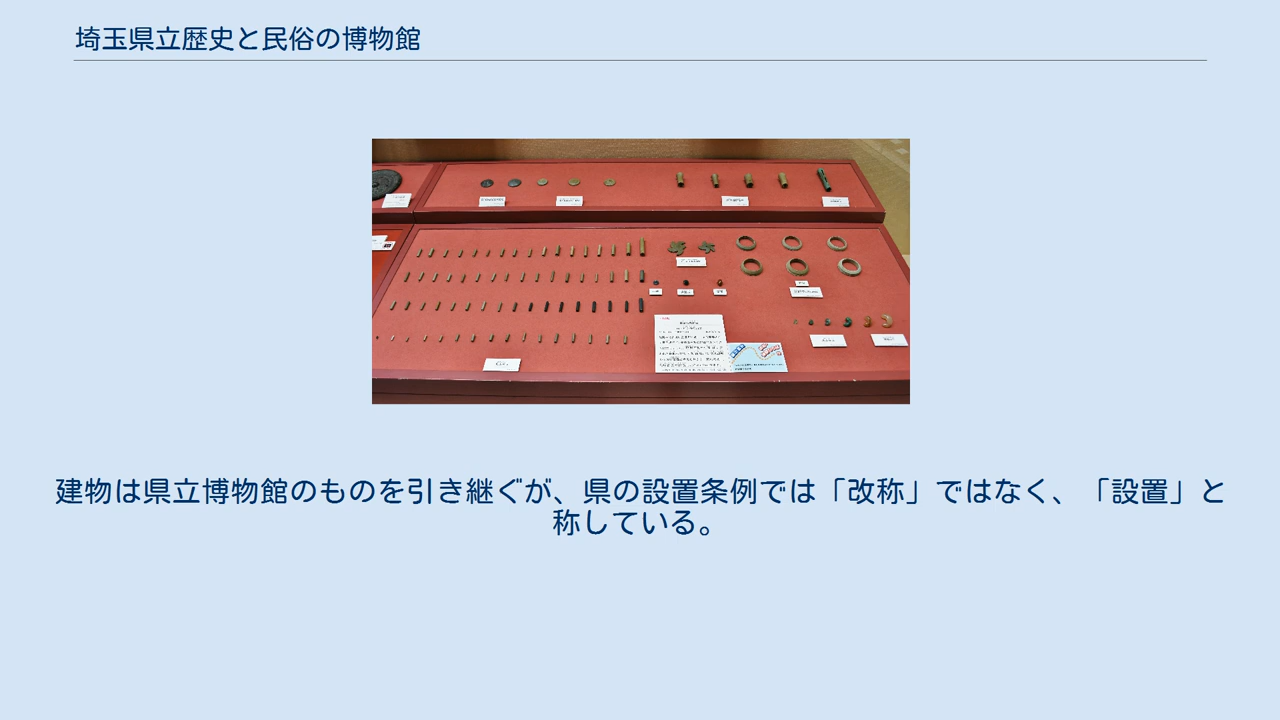 埼玉県立歴史と民俗の博物館
建物は県立博物館のものを引き継ぐが、県の設置条例では「改称」ではなく、「設置」と
称している。